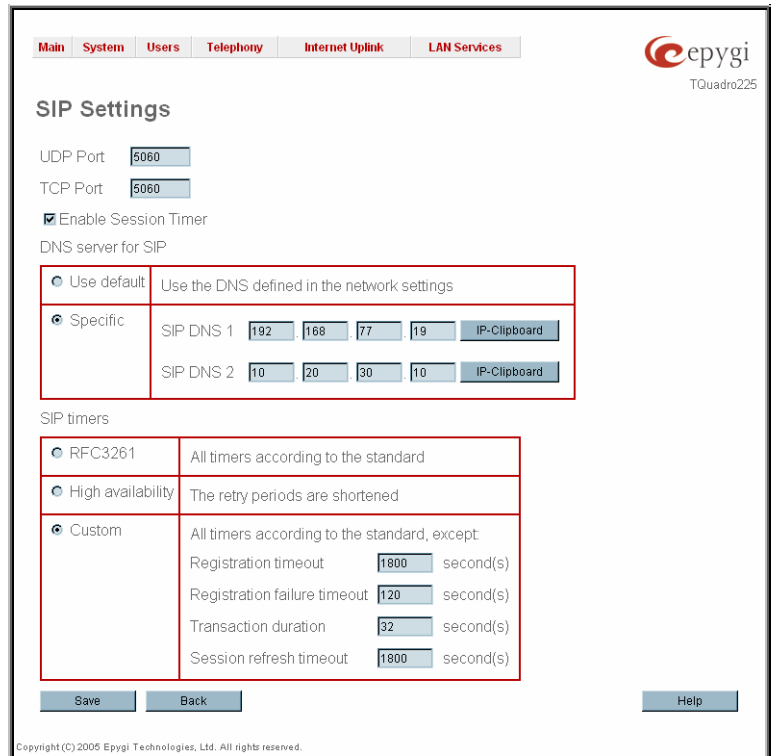 Main System Users Telephony Internet Uplink LAN Services
epygi
TQuadro225
SIP Settings
UDP Port 5060
TCP Port 5060
Enable Session Timer
DNS server for SIP
Use default Use the DNS defined in the network settings
Specific SIP DNS 1 192 . 168 . 77 . 19 IP-Clipboard
SIP DNS 2 10 . 20 . 30 . 10 IP-Clipboard
SIP timers
RFC3261 All timers according to the standard
High availability The retry periods are shortened
Custom All timers according to the standard, except:
Registration timeout 1800 second(s)
Registration failure timeout 120 second(s)
Transaction duration 32 second(s)
Session refresh timeout 1800 second(s)
Save Back Help
Copyright (C) 2005 Epygi Technologies, Ltd. All rights reserved.